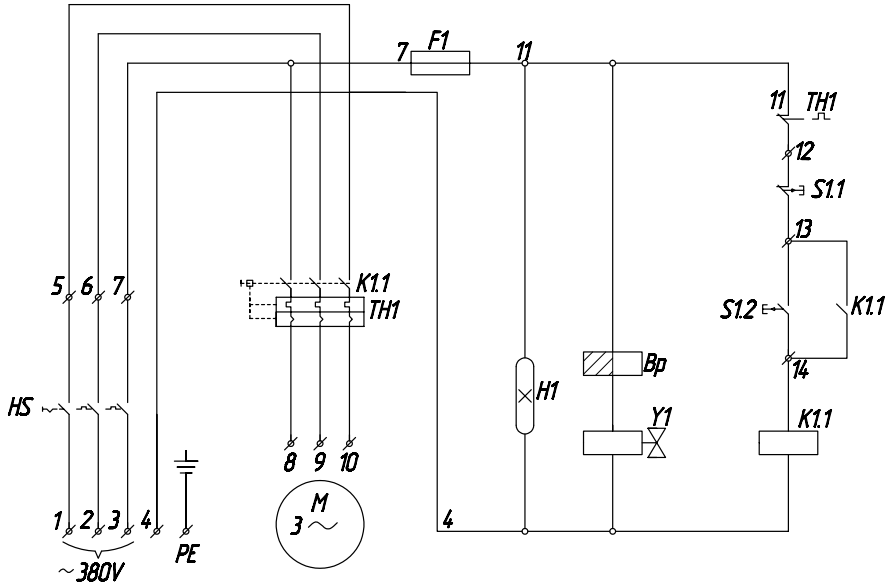 7 F1 11
11 TH1
12
S1.1
13
5 6 7 K1.1
TH1 S1.2 K1.1
Bp 14
HS H1 Y1 K1.1
8 9 10
M
3 ~
1 2 3 4 PE 4
~380V